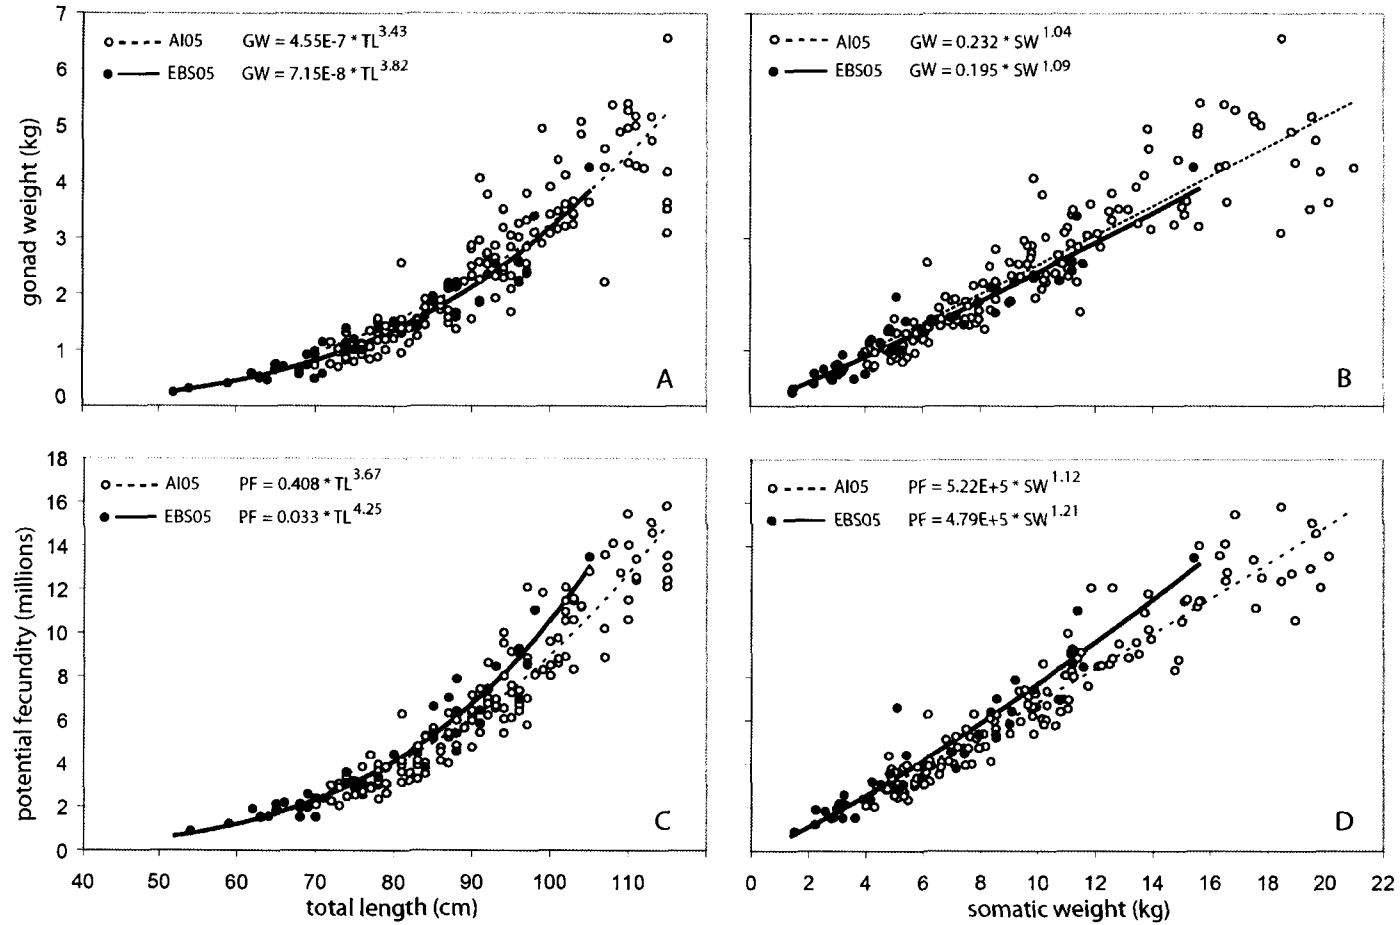 7
6
5
4
3
2
1
0
gonad weight (kg)
AI05 GW = 4.55E-7 * TL^3.43
EBS05 GW = 7.15E-8 * TL^3.82
A
AI05 GW = 0.232 * SW^1.04
EBS05 GW = 0.195 * SW^1.09
B
18
16
14
12
10
8
6
4
2
0
potential fecundity (millions)
AI05 PF = 0.408 * TL^3.67
EBS05 PF = 0.033 * TL^4.25
C
40 50 60 70 80 90 100 110
total length (cm)
AI05 PF = 5.22E+5 * SW^1.12
EBS05 PF = 4.79E+5 * SW^1.21
D
0 2 4 6 8 10 12 14 16 18 20 22
somatic weight (kg)